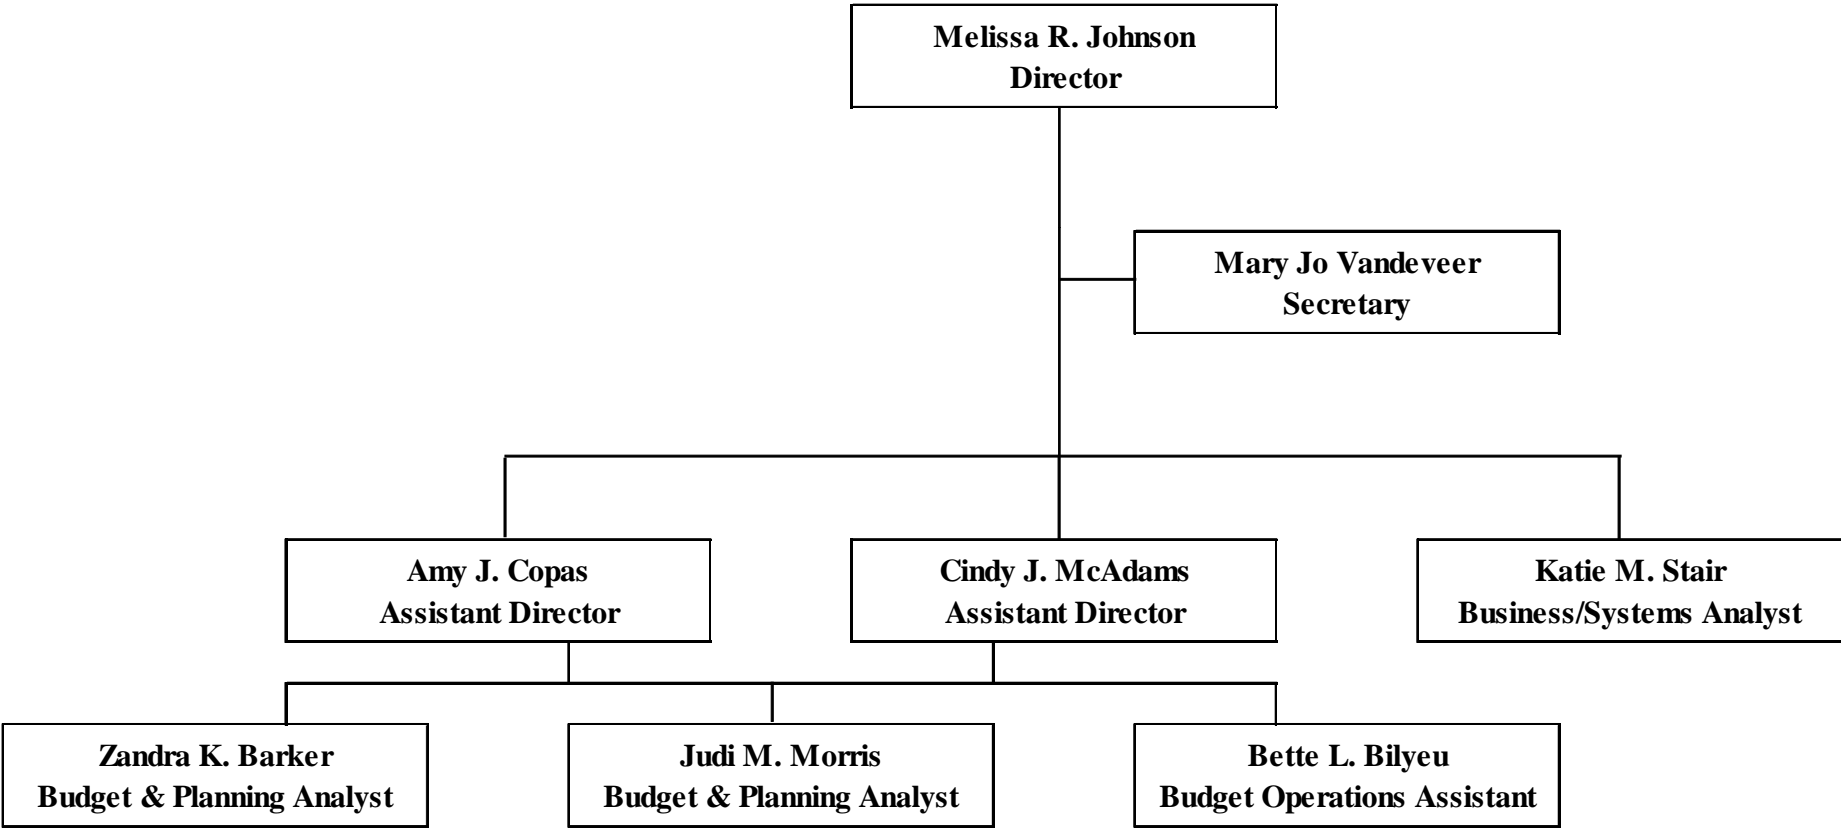 Melissa R. Johnson
Director
Mary Jo Vandeveer
Secretary
Amy J. Copas
Assistant Director
Cindy J. McAdams
Assistant Director
Katie M. Stair
Business/Systems Analyst
Zandra K. Barker
Budget & Planning Analyst
Judi M. Morris
Budget & Planning Analyst
Bette L. Bilyeu
Budget Operations Assistant